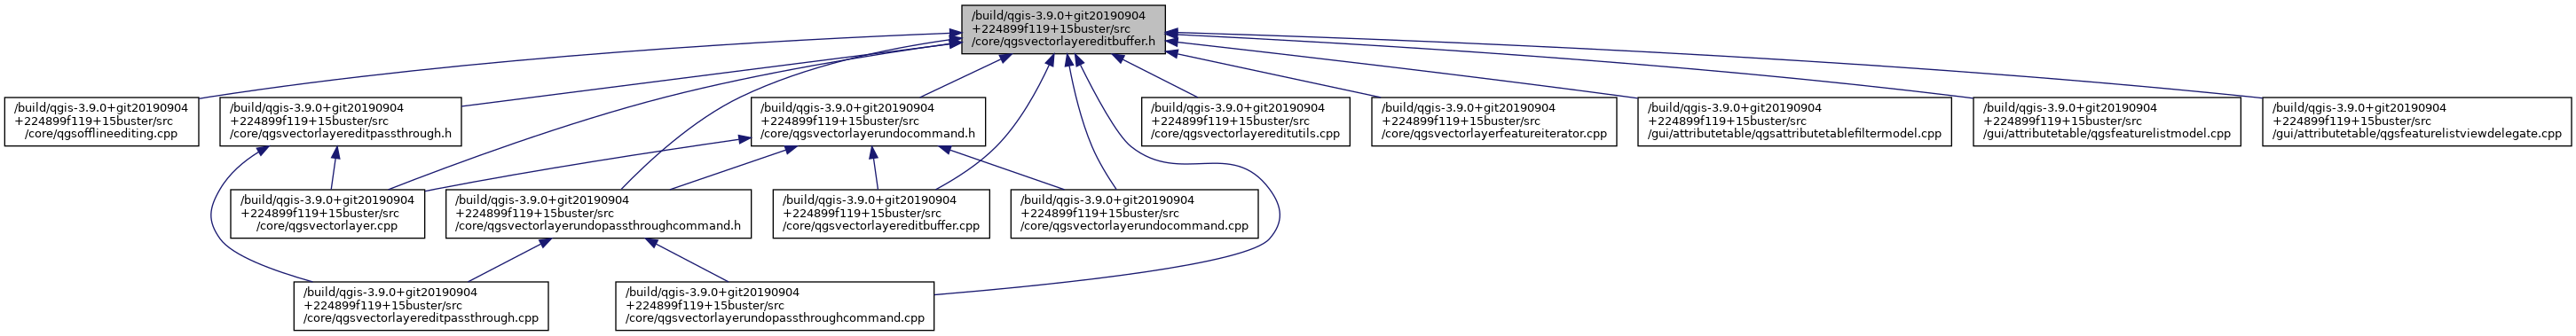 /build/qgis-3.9.0+git20190904
+224899f119+15buster/src
/core/qgsvectorlayereditbuffer.h
/build/qgis-3.9.0+git20190904
+224899f119+15buster/src
/core/qgsofflineediting.cpp
/build/qgis-3.9.0+git20190904
+224899f119+15buster/src
/core/qgsvectorlayereditpassthrough.h
/build/qgis-3.9.0+git20190904
+224899f119+15buster/src
/core/qgsvectorlayerundocommand.h
/build/qgis-3.9.0+git20190904
+224899f119+15buster/src
/core/qgsvectorlayereditutils.cpp
/build/qgis-3.9.0+git20190904
+224899f119+15buster/src
/core/qgsvectorlayerfeatureiterator.cpp
/build/qgis-3.9.0+git20190904
+224899f119+15buster/src
/gui/attributetable/qgsattributetablefiltermodel.cpp
/build/qgis-3.9.0+git20190904
+224899f119+15buster/src
/gui/attributetable/qgsfeaturelistmodel.cpp
/build/qgis-3.9.0+git20190904
+224899f119+15buster/src
/gui/attributetable/qgsfeaturelistviewdelegate.cpp
/build/qgis-3.9.0+git20190904
+224899f119+15buster/src
/core/qgsvectorlayer.cpp
/build/qgis-3.9.0+git20190904
+224899f119+15buster/src
/core/qgsvectorlayerundopassthroughcommand.h
/build/qgis-3.9.0+git20190904
+224899f119+15buster/src
/core/qgsvectorlayereditbuffer.cpp
/build/qgis-3.9.0+git20190904
+224899f119+15buster/src
/core/qgsvectorlayerundocommand.cpp
/build/qgis-3.9.0+git20190904
+224899f119+15buster/src
/core/qgsvectorlayereditpassthrough.cpp
/build/qgis-3.9.0+git20190904
+224899f119+15buster/src
/core/qgsvectorlayerundopassthroughcommand.cpp